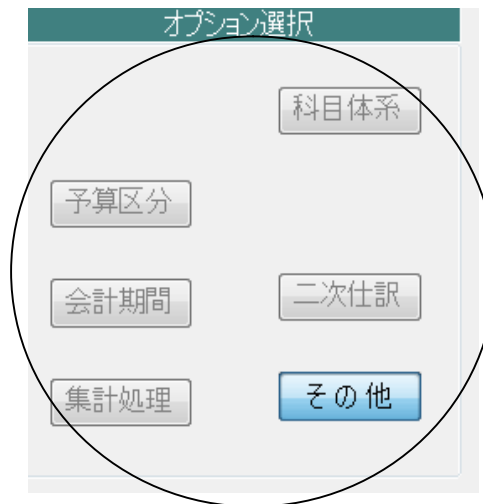 オプション選択
科目体系
予算区分
会計期間
二次仕訳
集計処理
その他